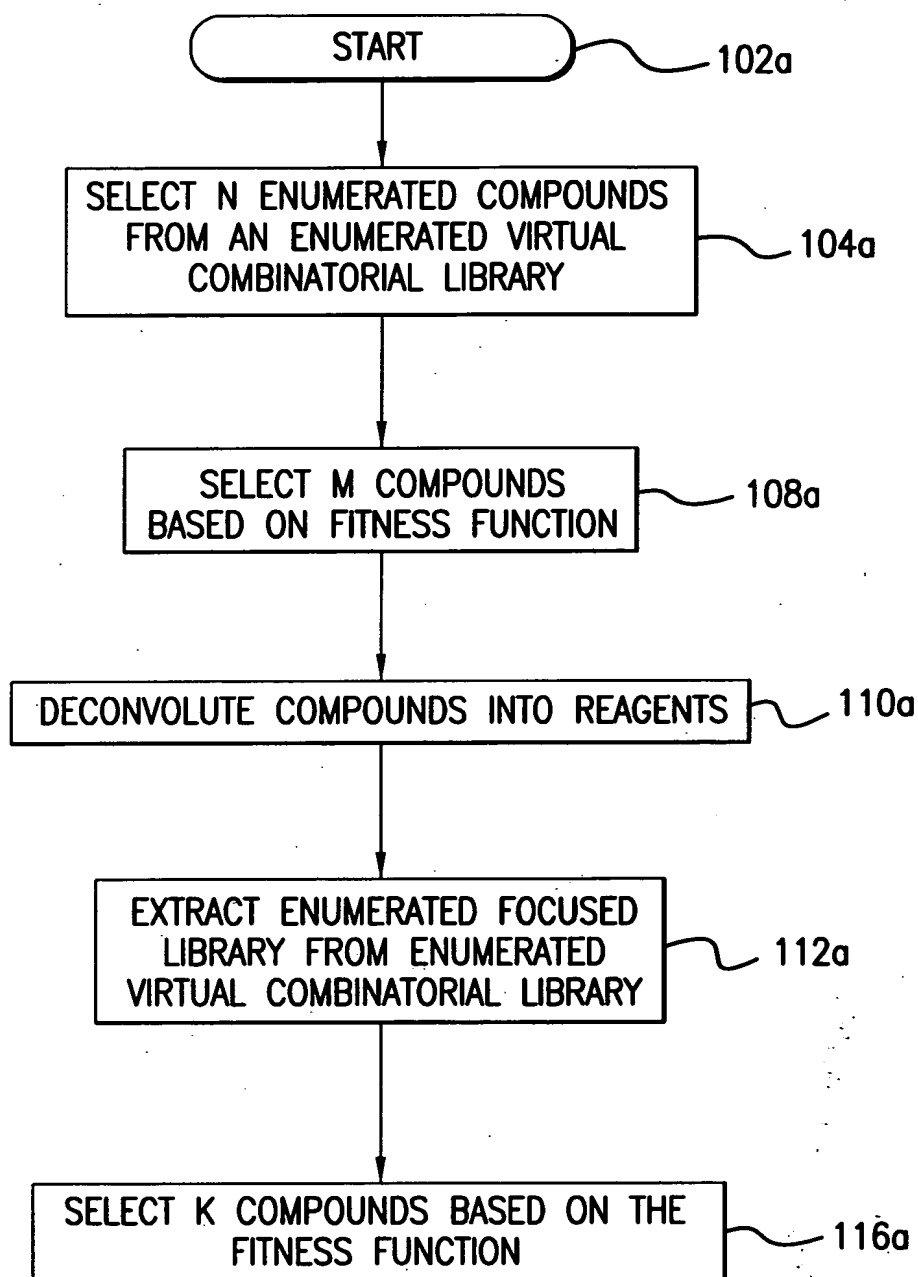 START
102a
SELECT N ENUMERATED COMPOUNDS
FROM AN ENUMERATED VIRTUAL
COMBINATORIAL LIBRARY
104a
SELECT M COMPOUNDS
BASED ON FITNESS FUNCTION
108a
DECONVOLUTE COMPOUNDS INTO REAGENTS
110a
EXTRACT ENUMERATED FOCUSED
LIBRARY FROM ENUMERATED
VIRTUAL COMBINATORIAL LIBRARY
112a
SELECT K COMPOUNDS BASED ON THE
FITNESS FUNCTION
116a